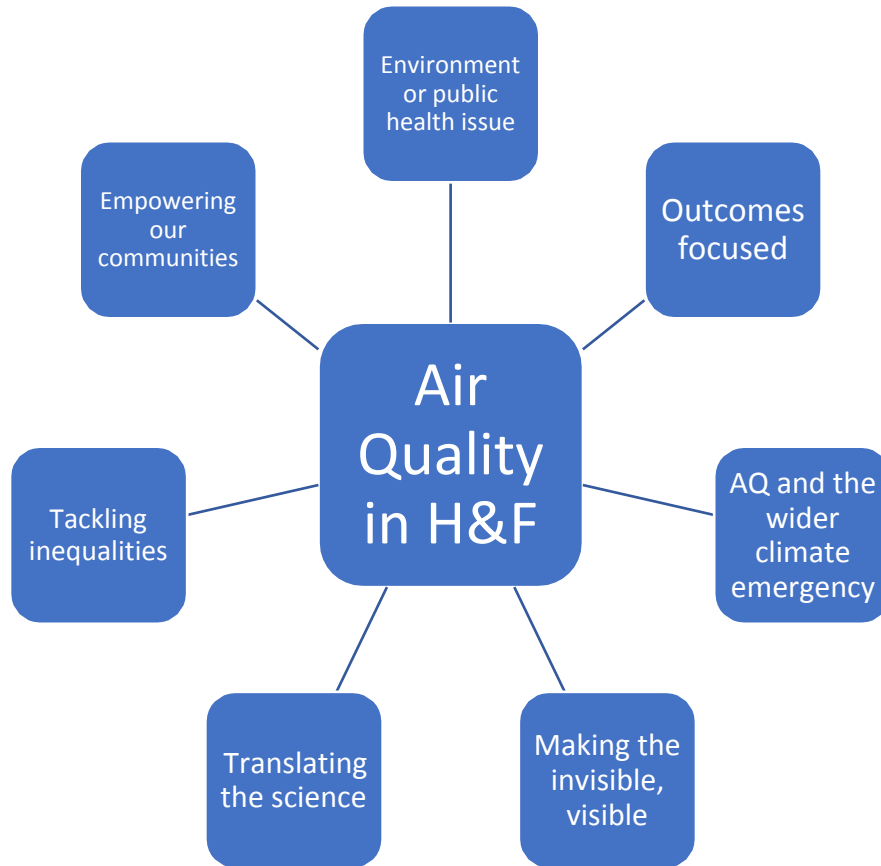 Environment
or public
health issue
Outcomes
focused
AQ and the
wider
climate
emergency
Making the
invisible,
visible
Translating
the science
Tackling
inequalities
Empowering
our
communities
Air
Quality
in H&F